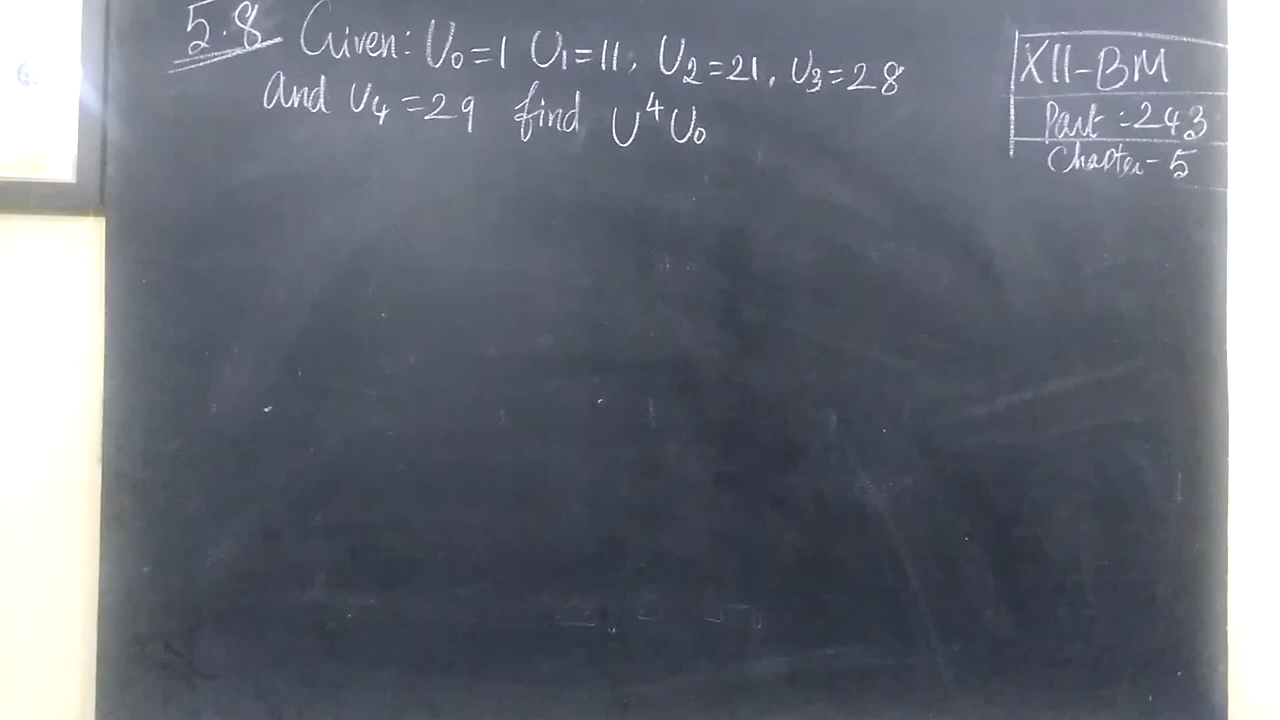 5.8 Given: U₀=1 U₁=11, U₂=21, U₃=28
and U₄=29 find U⁴U₀
XII-BM
Part:243
Chapter-5